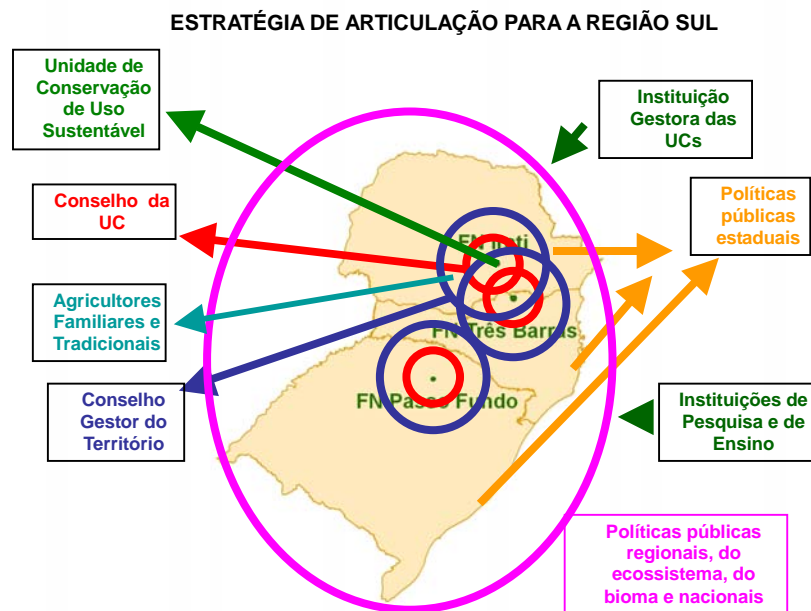 ESTRATÉGIA DE ARTICULAÇÃO PARA A REGIÃO SUL
Unidade de
Conservação
de Uso
Sustentável
Instituição
Gestora das
UCs
Conselho da
UC
Políticas
públicas
estaduais
FN Irati
Agricultores
Familiares e
Tradicionais
FN Três Barras
Conselho
Gestor do
Território
FN Passo Fundo
Instituições de
Pesquisa e de
Ensino
Políticas públicas
regionais, do
ecossistema, do
bioma e nacionais